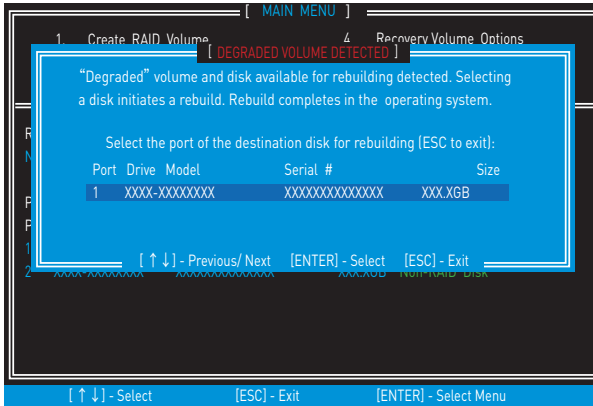 [ MAIN MENU ]
1. Create RAID Volume 4 Recovery Volume Options
[ DEGRADED VOLUME DETECTED ]
“Degraded” volume and disk available for rebuilding detected. Selecting
a disk initiates a rebuild. Rebuild completes in the operating system.
Select the port of the destination disk for rebuilding (ESC to exit):
Port Drive Model Serial # Size
1 XXXX-XXXXXXXX XXXXXXXXXXXXXX XXX.XGB
[ ↑↓] - Previous/ Next [ENTER] - Select [ESC] - Exit
2 XXXX-XXXXXXXX XXXXXXXXXXXXXX XXX.XGB Non-RAID Disk
[ ↑↓] - Select [ESC] - Exit [ENTER] - Select Menu